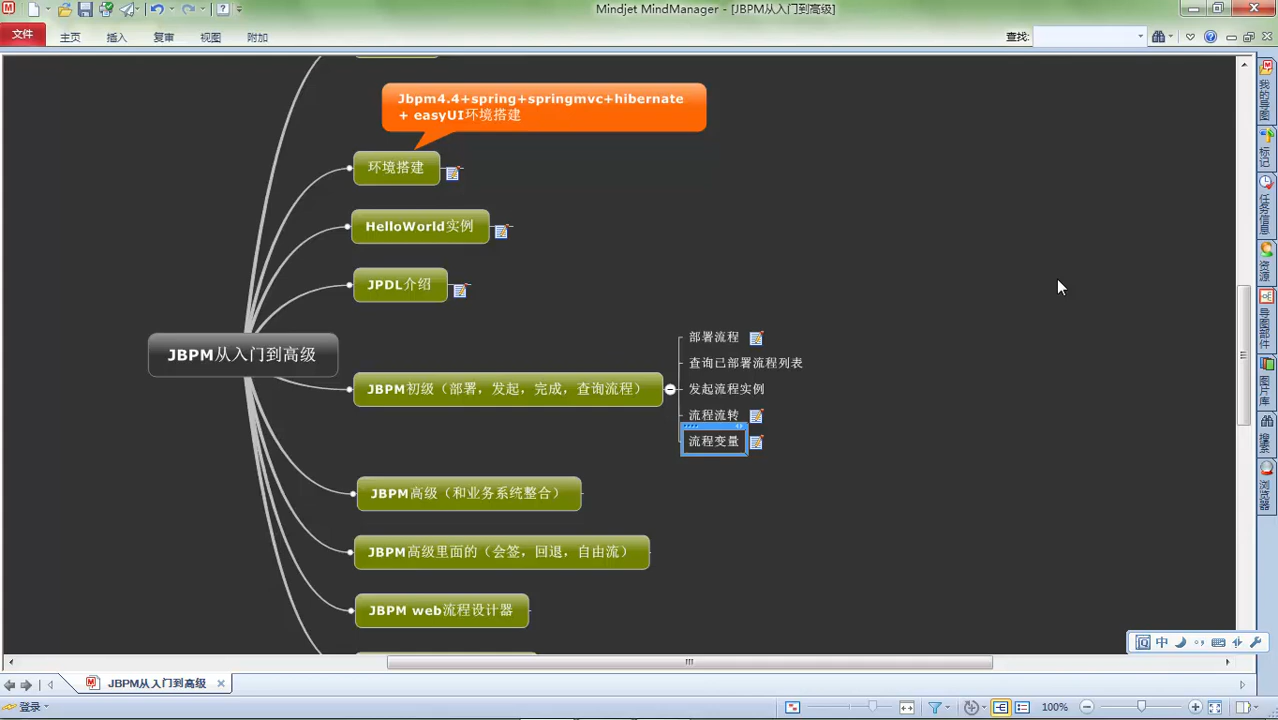 Mindjet MindManager - [JBPM从入门到高级]
文件
主页
插入
复审
视图
附加
查找:
Jbpm4.4+spring+springmvc+hibernate
+ easyUI环境搭建
环境搭建
HelloWorld实例
JPDL介绍
JBPM从入门到高级
JBPM初级（部署，发起，完成，查询流程）
部署流程
查询已部署流程列表
发起流程实例
流程流转
流程变量
JBPM高级（和业务系统整合）
JBPM高级里面的（会签，回退，自由流）
JBPM web流程设计器
我的导图
标记
任务信息
资源
导图部件
图片库
搜索
浏览器
中
JBPM从入门到高级
登录
100%